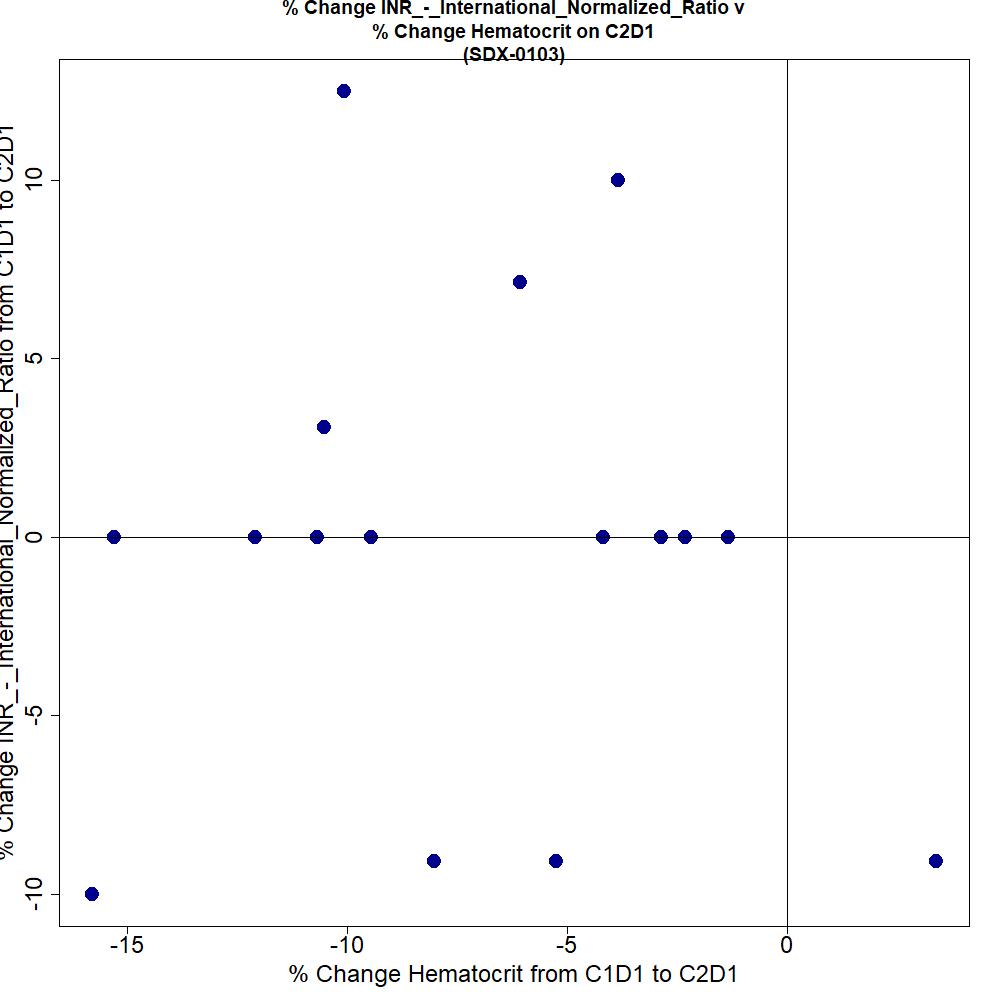 % Change INR_-_International_Normalized_Ratio v
% Change Hematocrit on C2D1
(SDX-0103)
% Change INR_-_International_Normalized_Ratio from C1D1 to C2D1
10
5
0
-5
-10
-15
-10
-5
0
% Change Hematocrit from C1D1 to C2D1